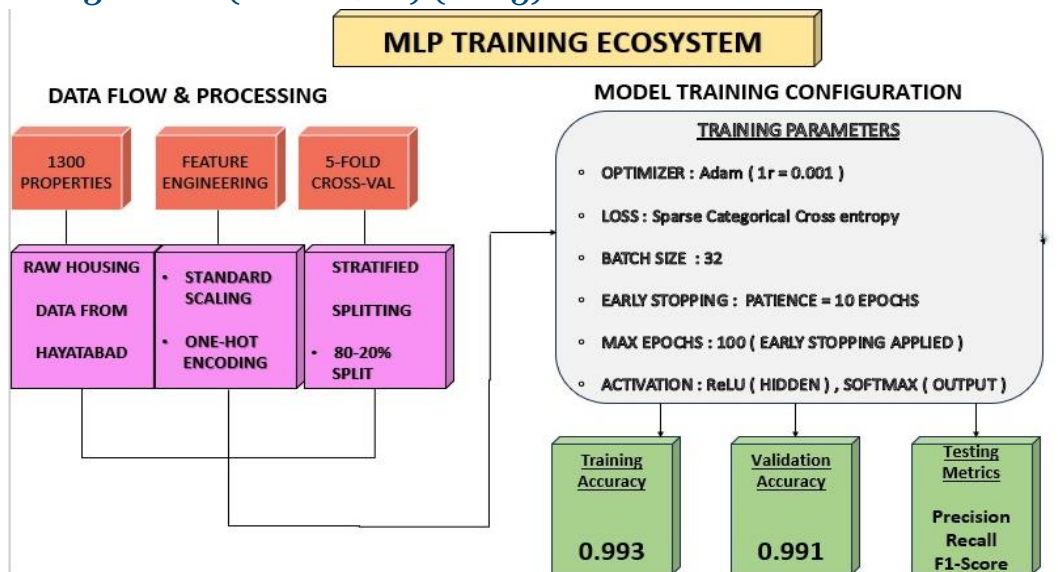 MLP TRAINING ECOSYSTEM
DATA FLOW & PROCESSING
1300
PROPERTIES
FEATURE
ENGINEERING
5-FOLD
CROSS-VAL
RAW HOUSING
DATA FROM
HAYATABAD
• STANDARD
SCALING
• ONE-HOT
ENCODING
STRATIFIED
SPLITTING
• 80-20%
SPLIT
MODEL TRAINING CONFIGURATION
TRAINING PARAMETERS
○ OPTIMIZER : Adam ( 1r = 0.001 )
○ LOSS : Sparse Categorical Cross entropy
○ BATCH SIZE : 32
○ EARLY STOPPING : PATIENCE = 10 EPOCHS
○ MAX EPOCHS : 100 ( EARLY STOPPING APPLIED )
○ ACTIVATION : ReLU ( HIDDEN ) , SOFTMAX ( OUTPUT )
Training
Accuracy
0.993
Validation
Accuracy
0.991
Testing
Metrics
Precision
Recall
F1-Score